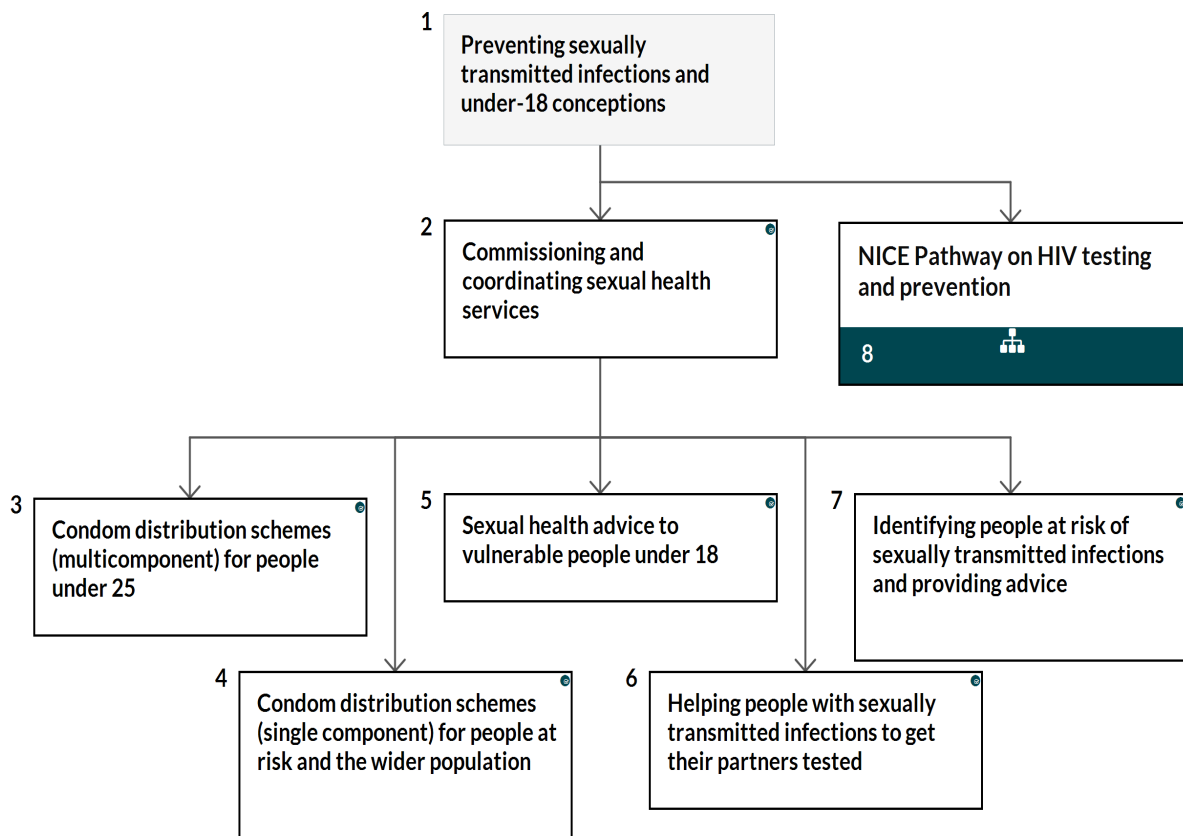 1
Preventing sexually
transmitted infections and
under-18 conceptions
2
Commissioning and
coordinating sexual health
services
NICE Pathway on HIV testing
and prevention
8
3
Condom distribution schemes
(multicomponent) for people
under 25
5
Sexual health advice to
vulnerable people under 18
7
Identifying people at risk of
sexually transmitted infections
and providing advice
4
Condom distribution schemes
(single component) for people at
risk and the wider population
6
Helping people with sexually
transmitted infections to get
their partners tested